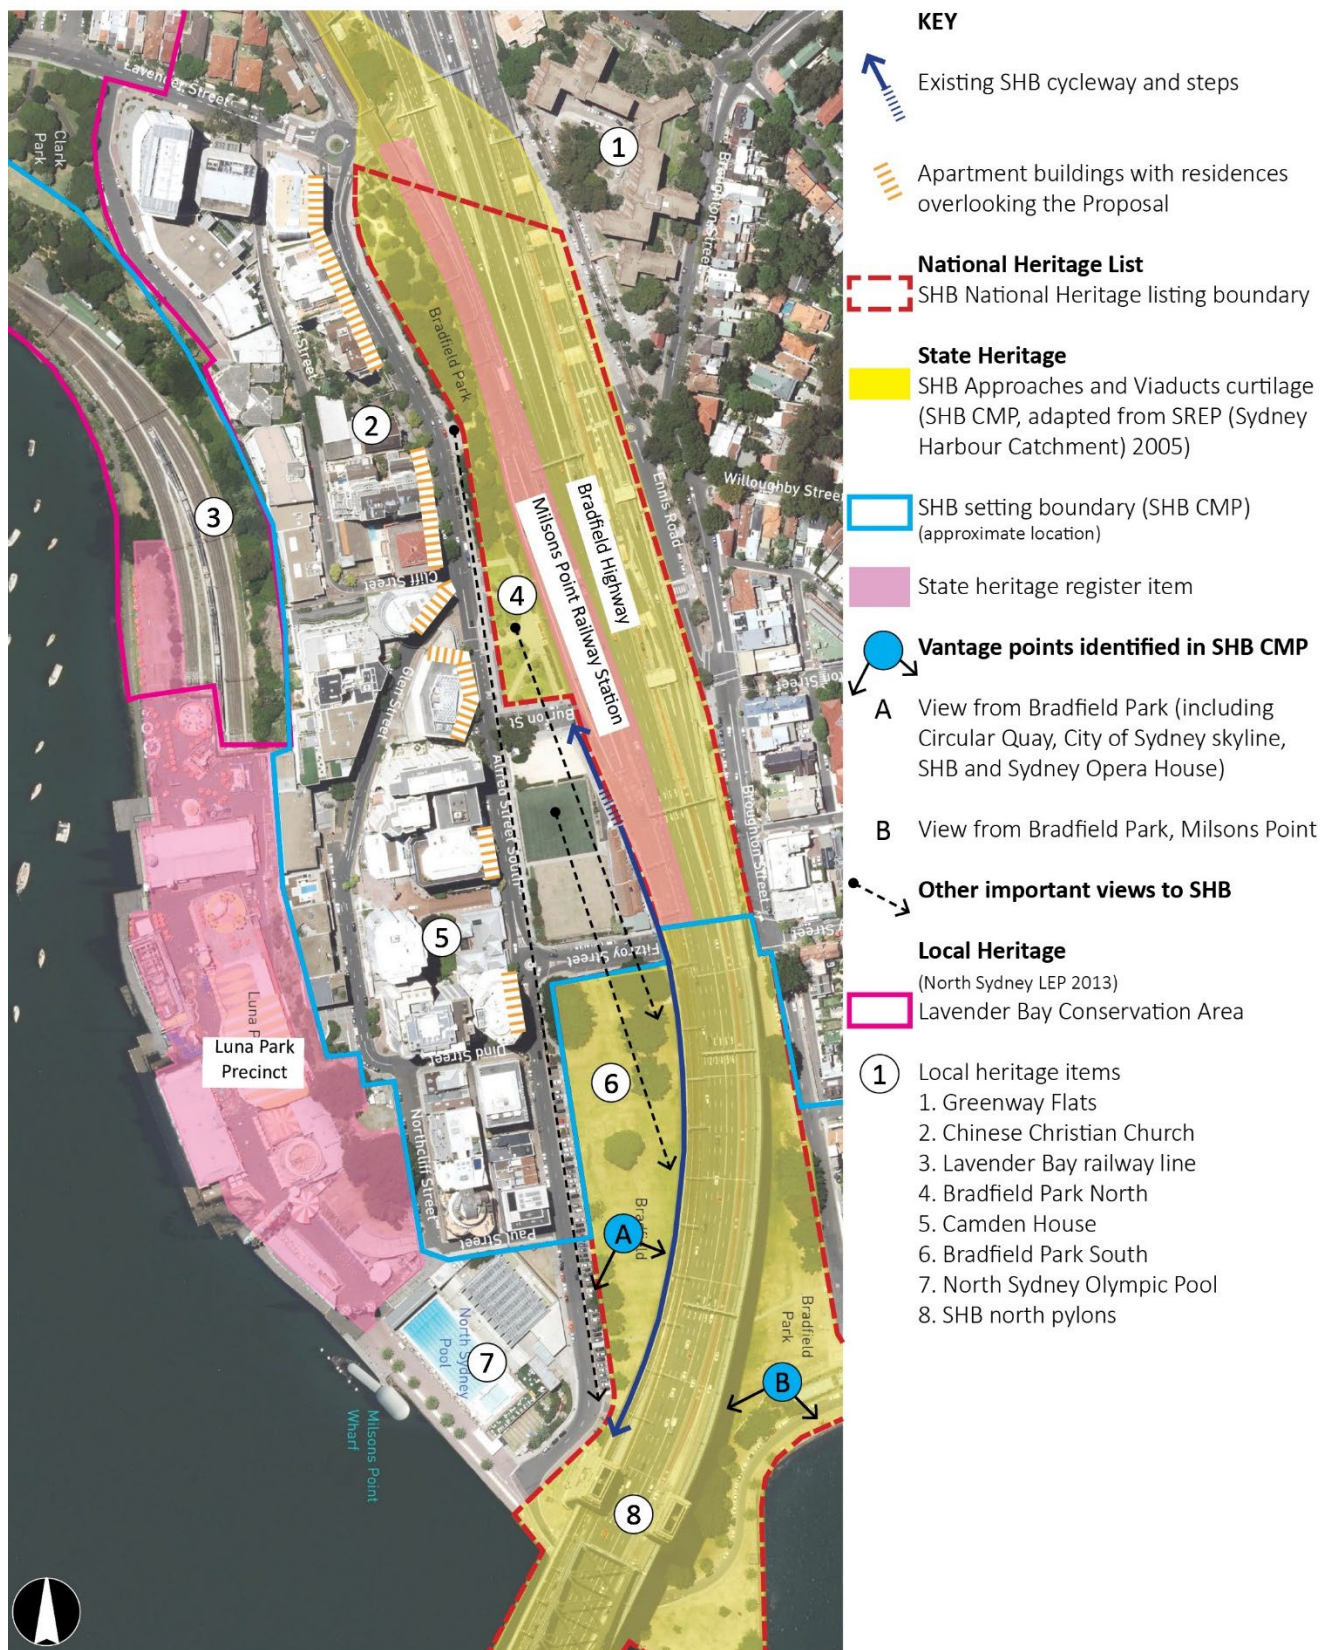 Lavender Street
Clark
Park
1
Broughton Street
Bradfield Park
2
3
Cliff Street
Ennis Road
Willoughby Street
Bradfield Highway
Milsons Point Railway Station
4
Glen Street
Alfred Street South
Broughton Street
5
Fitzroy Street
Luna Park
Precinct
Dind Street
6
Northcliff Street
Paul Street
A
Bradfield
Park
B
North Sydney
Pool
7
Milsons Point
Wharf
8
KEY
Existing SHB cycleway and steps
Apartment buildings with residences
overlooking the Proposal
National Heritage List
SHB National Heritage listing boundary
State Heritage
SHB Approaches and Viaducts curtilage
(SHB CMP, adapted from SREP (Sydney
Harbour Catchment) 2005)
SHB setting boundary (SHB CMP)
(approximate location)
State heritage register item
Vantage points identified in SHB CMP
A View from Bradfield Park (including
Circular Quay, City of Sydney skyline,
SHB and Sydney Opera House)
B View from Bradfield Park, Milsons Point
Other important views to SHB
Local Heritage
(North Sydney LEP 2013)
Lavender Bay Conservation Area
1 Local heritage items
1. Greenway Flats
2. Chinese Christian Church
3. Lavender Bay railway line
4. Bradfield Park North
5. Camden House
6. Bradfield Park South
7. North Sydney Olympic Pool
8. SHB north pylons